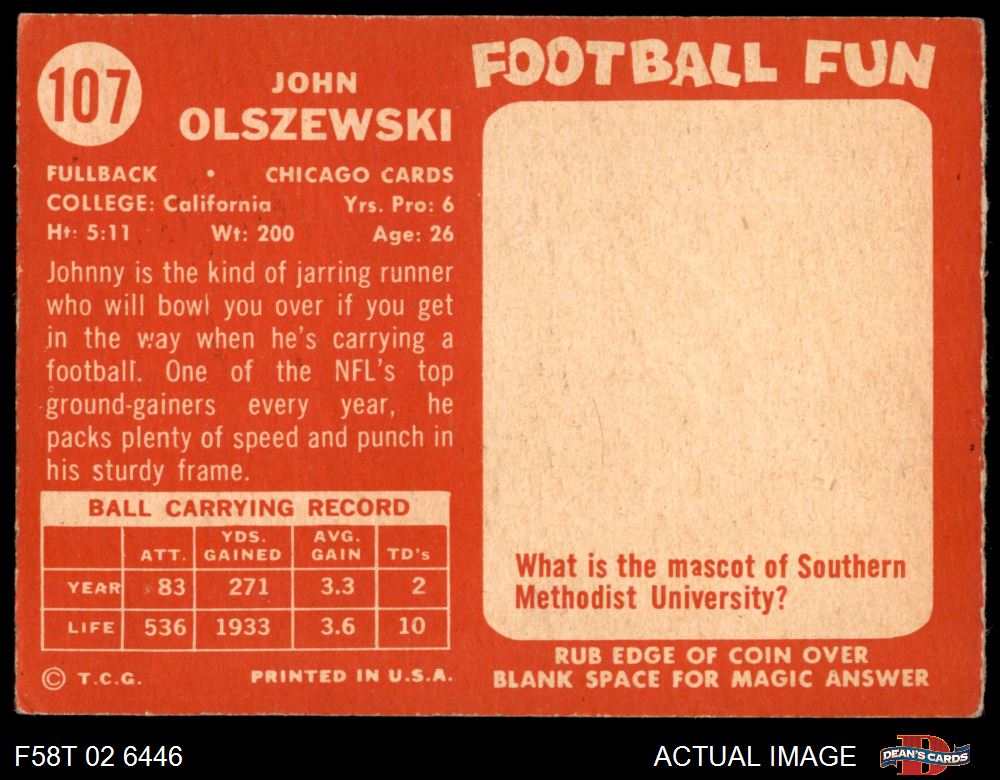 107
JOHN
OLSZEWSKI
FULLBACK • CHICAGO CARDS
COLLEGE: California Yrs. Pro: 6
Ht: 5:11 Wt: 200 Age: 26
Johnny is the kind of jarring runner
who will bowl you over if you get
in the way when he's carrying a
football. One of the NFL's top
ground-gainers every year, he
packs plenty of speed and punch in
his sturdy frame.
BALL CARRYING RECORD
ATT. YDS. GAINED AVG. GAIN TD's
YEAR 83 271 3.3 2
LIFE 536 1933 3.6 10
© T.C.G. PRINTED IN U.S.A.
FOOTBALL FUN
What is the mascot of Southern
Methodist University?
RUB EDGE OF COIN OVER
BLANK SPACE FOR MAGIC ANSWER
F58T 02 6446 ACTUAL IMAGE DEAN'S CARDS